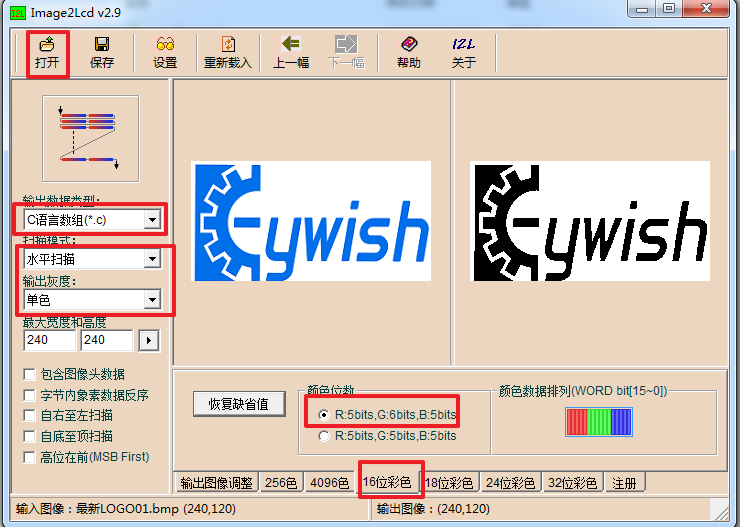 Image2Lcd v2.9
打开 保存 设置 重新载入 上一幅 下一幅 帮助 关于
输出数据类型:
C语言数组(*.c)
扫描模式:
水平扫描
输出灰度:
单色
最大宽度和高度
240 240
包含图像头数据
字节内象素数据反序
自右至左扫描
自底至顶扫描
高位在前(MSB First)
eywish
eywish
恢复缺省值
颜色位数
R:5bits,G:6bits,B:5bits
R:5bits,G:5bits,B:5bits
颜色数据排列(WORD bit[15~0])
输出图像调整 256色 4096色 16位彩色 18位彩色 24位彩色 32位彩色 注册
输入图像:最新LOGO01.bmp (240,120)
输出图像:(240,120)